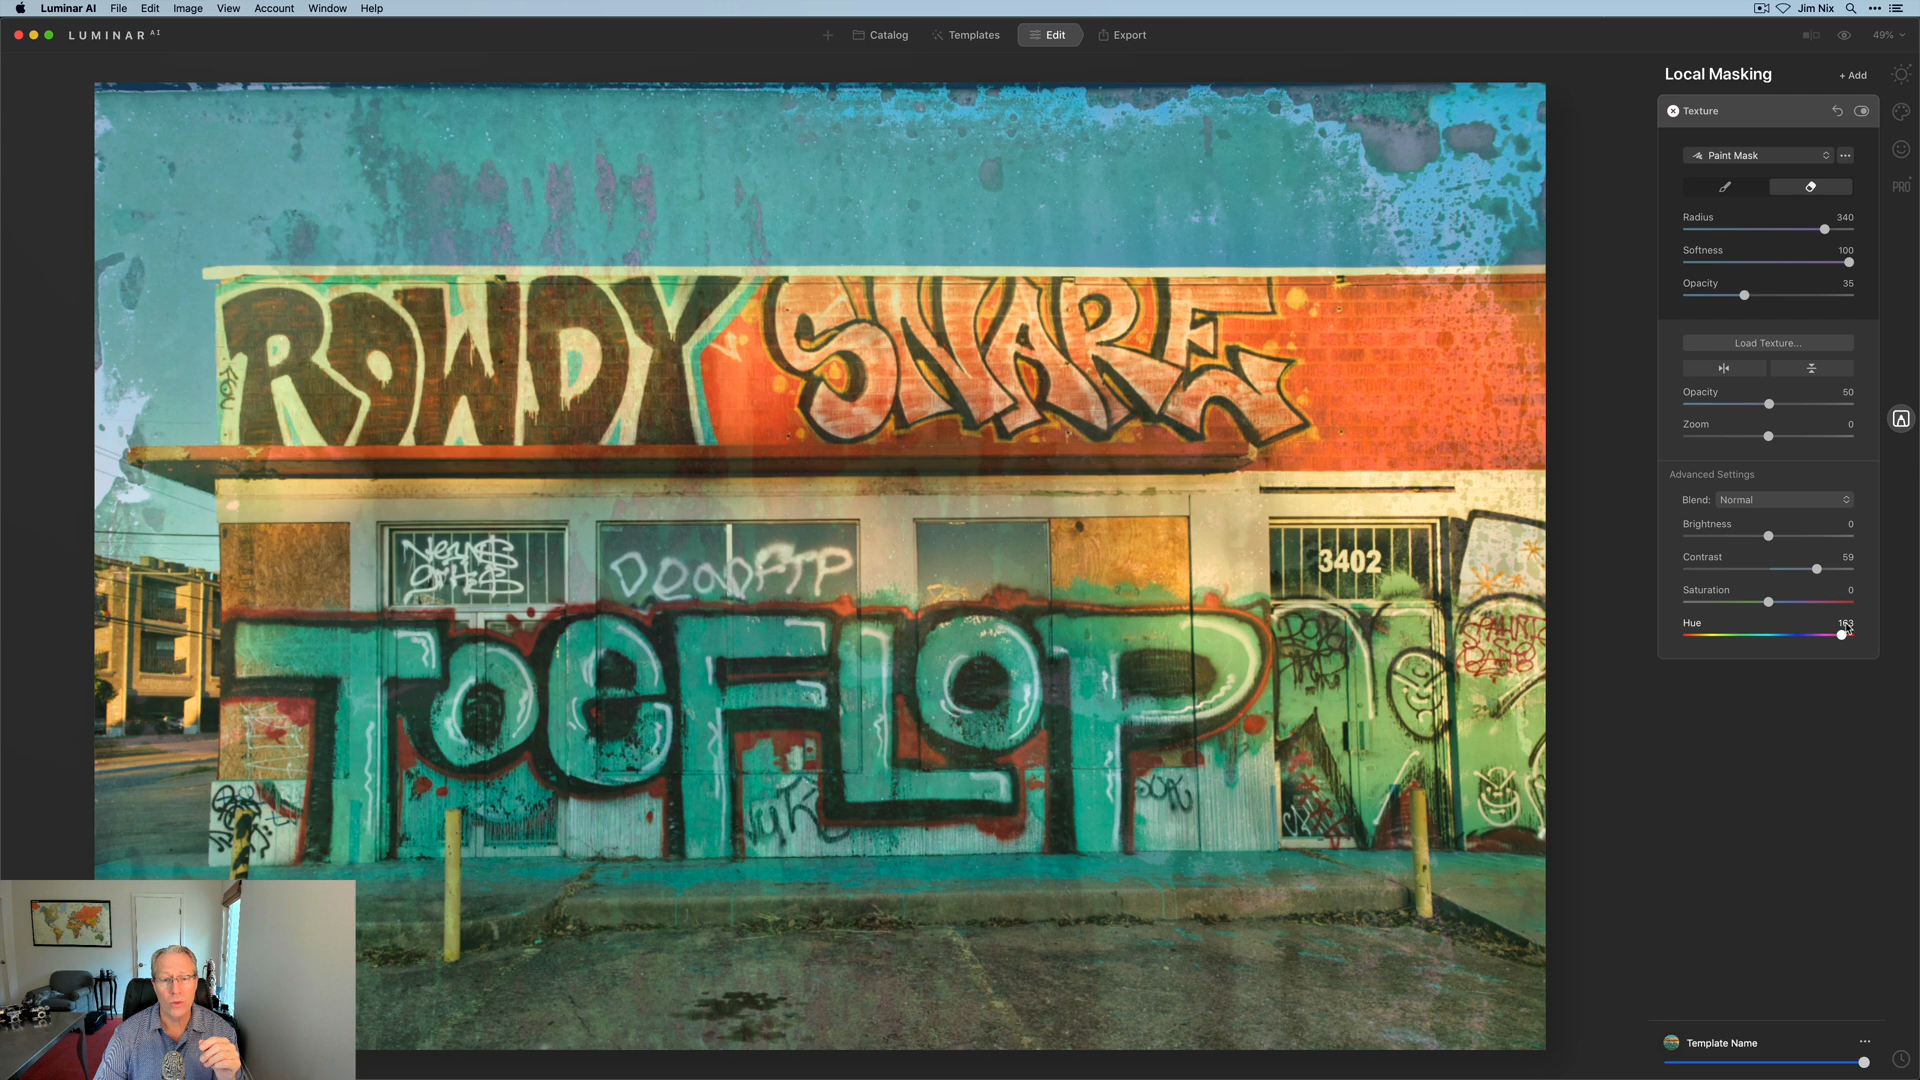 Luminar AI File Edit Image View Account Window Help Jim Nix
LUMINAR AI Catalog Templates Edit Export 49%
Local Masking + Add
Texture
Paint Mask
PRO
Radius 340
Softness 100
Opacity 35
Load Texture...
Opacity 50
Zoom 0
Advanced Settings
Blend: Normal
Brightness 0
Contrast 59
Saturation 0
Hue 163
ROWDY SNARE
3402
TOEFLOP
Template Name